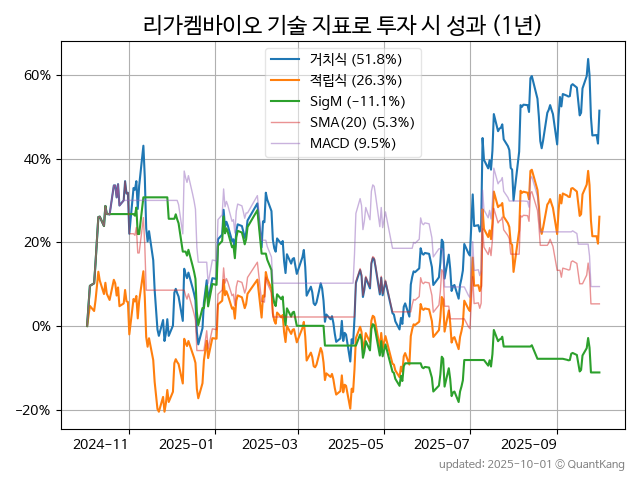 리가켐바이오 기술 지표로 투자 시 성과 (1년)
거치식 (51.8%)
적립식 (26.3%)
SigM (−11.1%)
SMA(20) (5.3%)
MACD (9.5%)
60%
40%
20%
0%
−20%
2024-11 2025-01 2025-03 2025-05 2025-07 2025-09
updated: 2025-10-01 © QuantKang